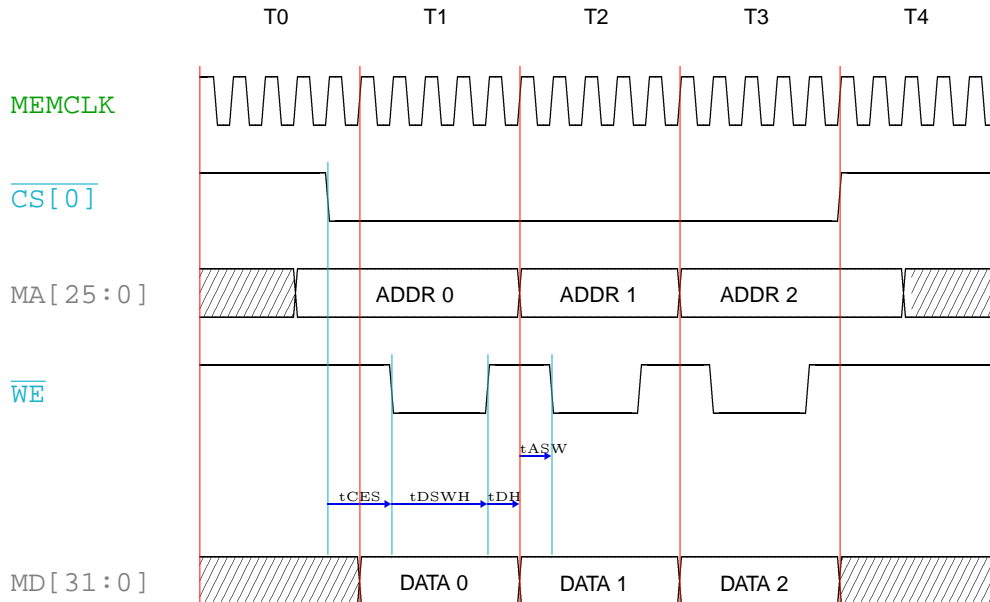 T0 T1 T2 T3 T4
MEMCLK
CS[0]
MA[25:0] ADDR 0 ADDR 1 ADDR 2
WE
tASW
tCES tDSWH tDH
MD[31:0] DATA 0 DATA 1 DATA 2